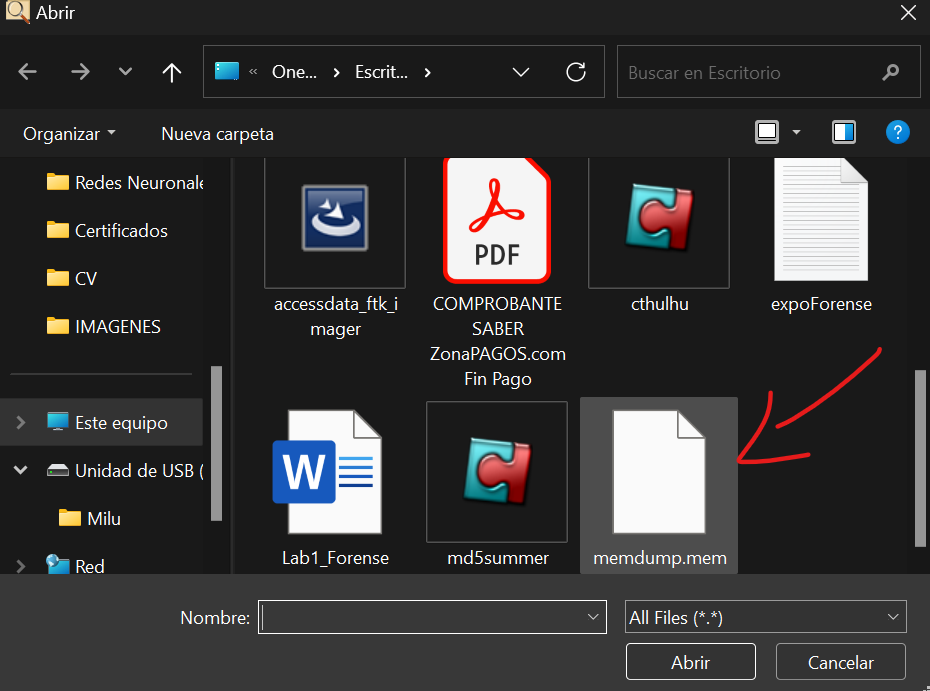 Abrir
« One... › Escrit... ›
Buscar en Escritorio
Organizar
Nueva carpeta
?
Redes Neuronale
Certificados
CV
IMAGENES
Este equipo
Unidad de USB (
Milu
Red
accessdata_ftk_i
mager
PDF
COMPROBANTE
SABER
ZonaPAGOS.com
Fin Pago
cthulhu
expoForense
W
Lab1_Forense
md5summer
memdump.mem
Nombre:
All Files (*.*)
Abrir
Cancelar